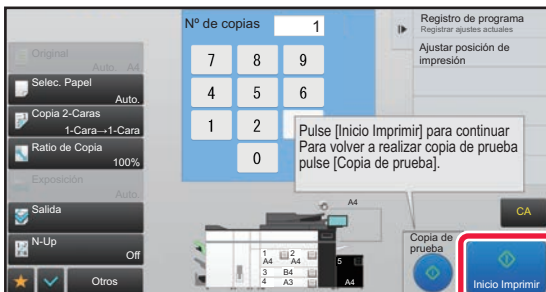 Nº de copias
1
Registro de programa
Registrar ajustes actuales
Ajustar posición de
impresión
Original
Auto. A4
Selec. Papel
Auto.
Copia 2-Caras
1-Cara→1-Cara
Ratio de Copia
100%
Exposición
Auto.
Salida
N-Up
Off
Otros
7 8 9
4 5 6
1 2
0
Pulse [Inicio Imprimir] para continuar
Para volver a realizar copia de prueba
pulse [Copia de prueba].
A4
1 A4 2 A4
3 B4
4 A3
5
A4
CA
Copia de
prueba
Inicio Imprimir